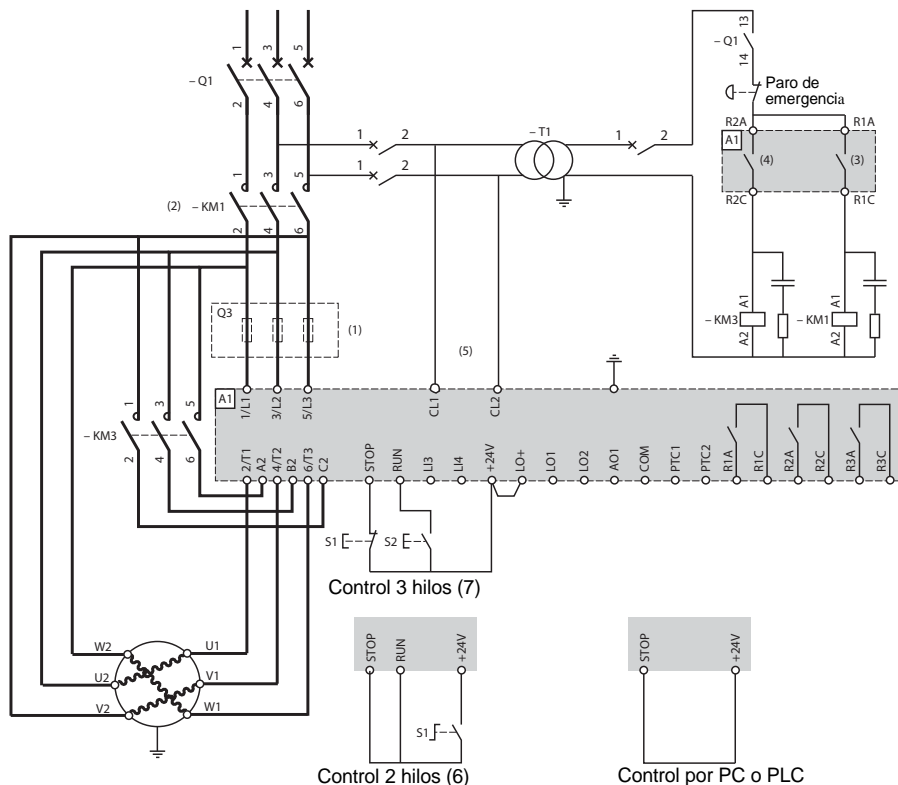 1 3 5
– Q1
2 4 6
13
– Q1
14
Paro de
emergencia
R2A R1A
A1
(4) (3)
R2C R1C
1 2
1 2
– T1
1 2
1 3 5
(2) – KM1
2 4 6
A1 A1
– KM3 – KM1
A2 A2
Q3
(1)
(5)
A1
1/L1 3/L2 5/L3 CL1 CL2
1 3 5
– KM3
2 4 6
2/T1 A2 4/T2 B2 6/T3 C2 STOP RUN LI3 LI4 +24V LO+ LO1 LO2 AO1 COM PTC1 PTC2 R1A R1C R2A R2C R3A R3C
S1 S2
Control 3 hilos (7)
W2 U1
U2 V1
V2 W1
STOP RUN +24V
S1
Control 2 hilos (6)
STOP +24V
Control por PC o PLC